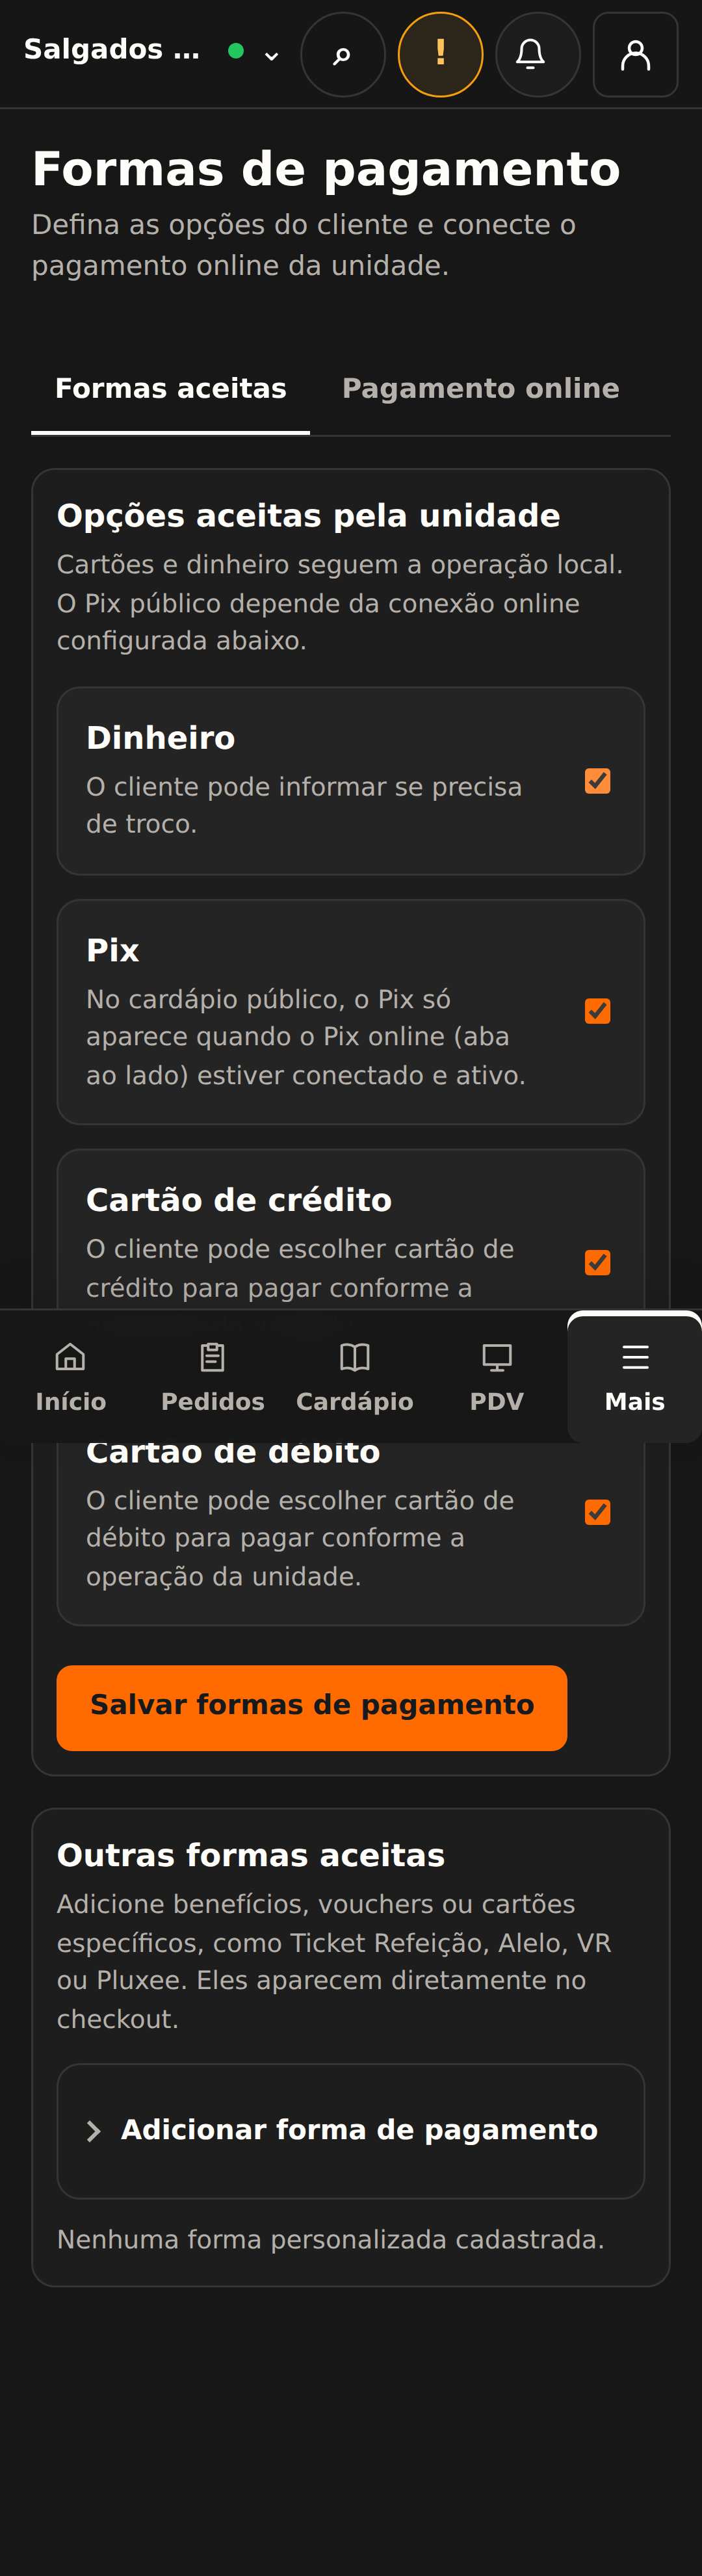 Salgados ...
!
Formas de pagamento
Defina as opções do cliente e conecte o
pagamento online da unidade.
Formas aceitas
Pagamento online
Opções aceitas pela unidade
Cartões e dinheiro seguem a operação local.
O Pix público depende da conexão online
configurada abaixo.
Dinheiro
O cliente pode informar se precisa
de troco.
Pix
No cardápio público, o Pix só
aparece quando o Pix online (aba
ao lado) estiver conectado e ativo.
Cartão de crédito
O cliente pode escolher cartão de
crédito para pagar conforme a
Início
Pedidos
Cardápio
PDV
Mais
Cartão de débito
O cliente pode escolher cartão de
débito para pagar conforme a
operação da unidade.
Salvar formas de pagamento
Outras formas aceitas
Adicione benefícios, vouchers ou cartões
específicos, como Ticket Refeição, Alelo, VR
ou Pluxee. Eles aparecem diretamente no
checkout.
Adicionar forma de pagamento
Nenhuma forma personalizada cadastrada.